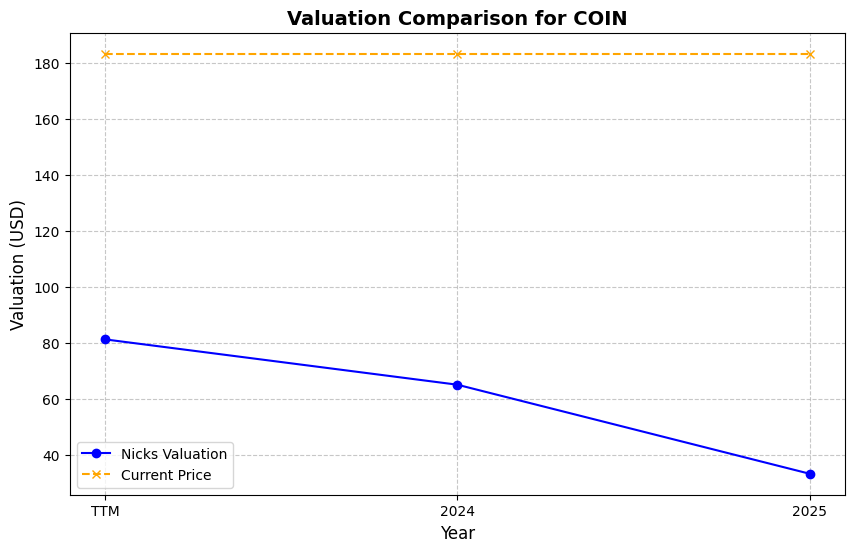 Valuation Comparison for COIN
Valuation (USD)
180
160
140
120
100
80
60
40
Nicks Valuation
Current Price
TTM
2024
2025
Year